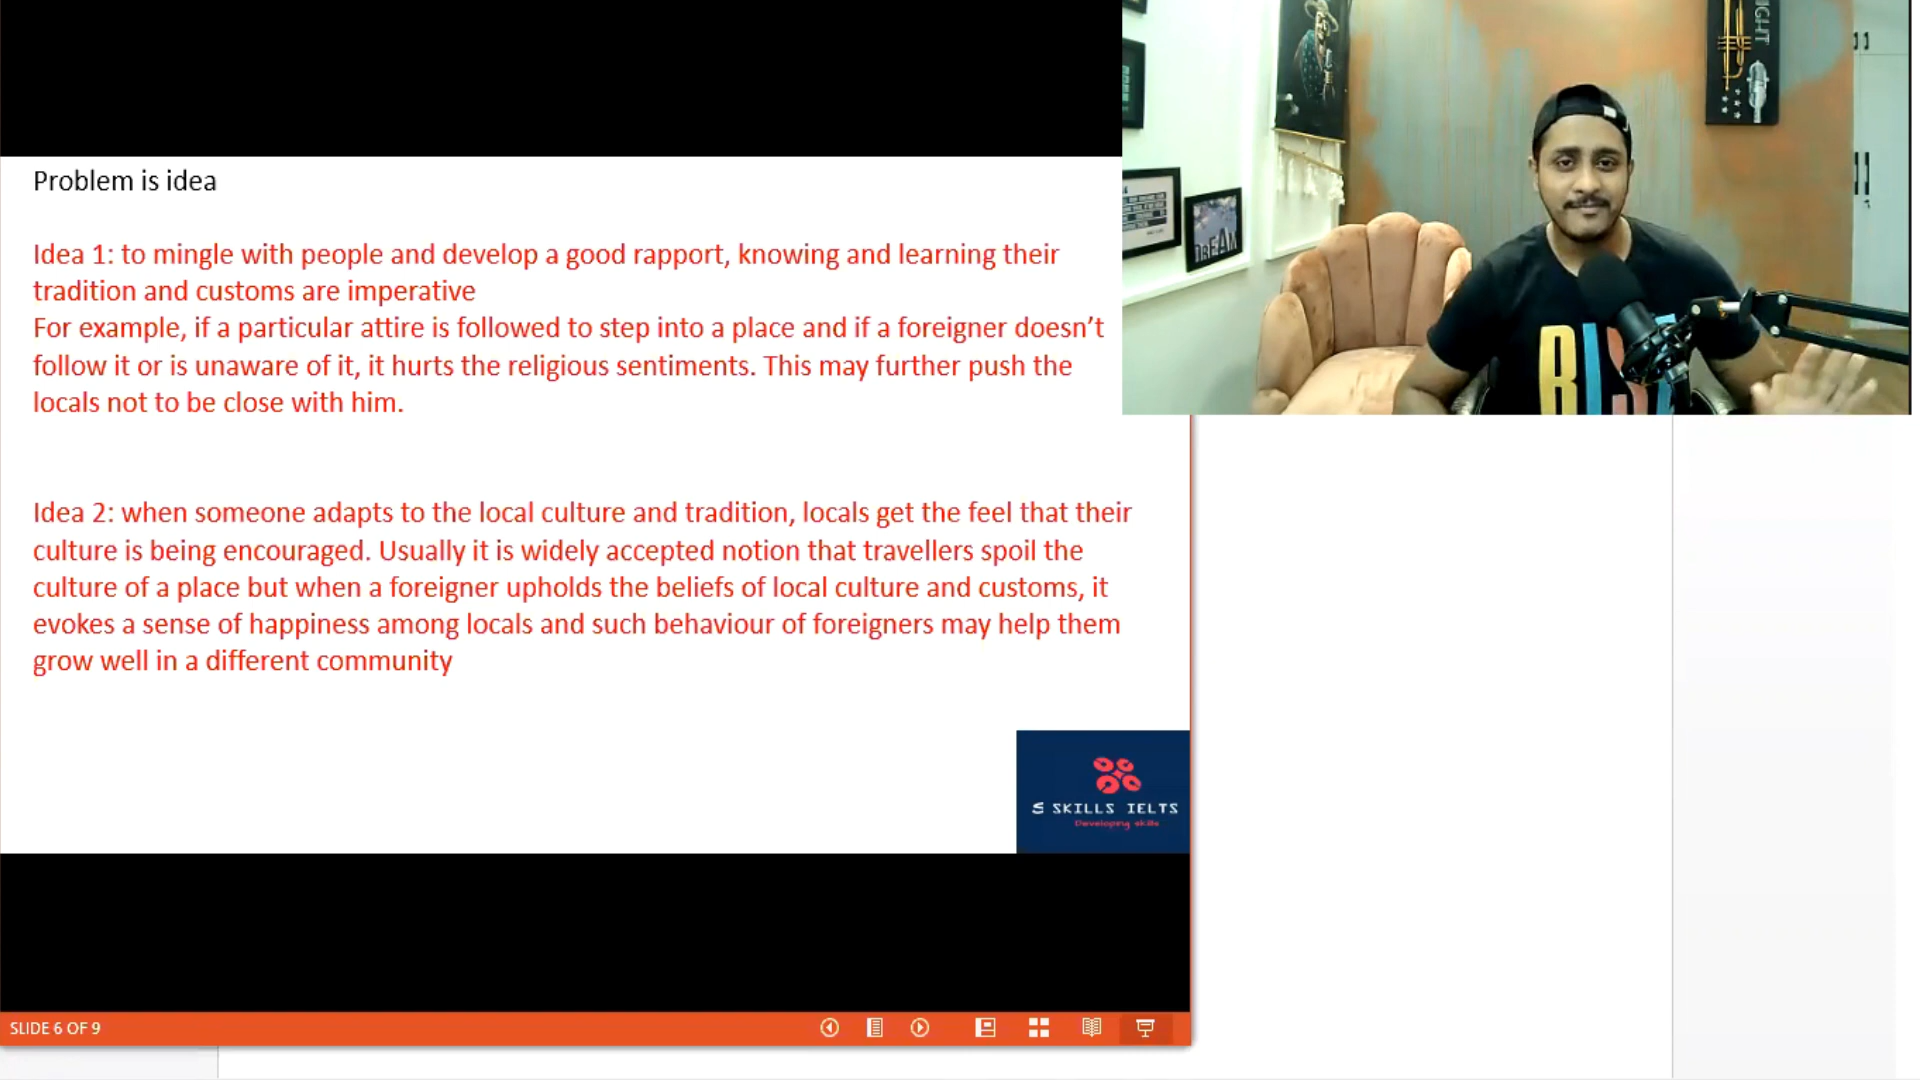 Problem is idea
Idea 1: to mingle with people and develop a good rapport, knowing and learning their
tradition and customs are imperative
For example, if a particular attire is followed to step into a place and if a foreigner doesn’t
follow it or is unaware of it, it hurts the religious sentiments. This may further push the
locals not to be close with him.
Idea 2: when someone adapts to the local culture and tradition, locals get the feel that their
culture is being encouraged. Usually it is widely accepted notion that travellers spoil the
culture of a place but when a foreigner upholds the beliefs of local culture and customs, it
evokes a sense of happiness among locals and such behaviour of foreigners may help them
grow well in a different community
S SKILLS IELTS
Developing skills
SLIDE 6 OF 9
DREAM